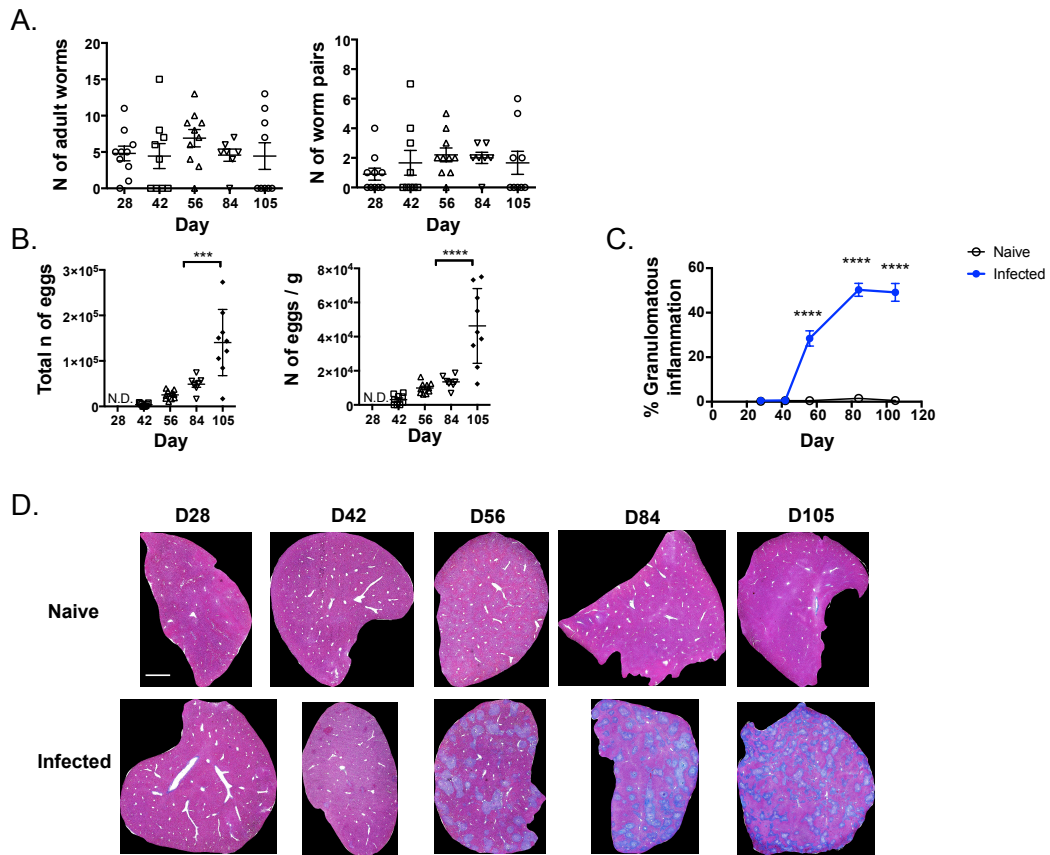 A.
N of adult worms
20
15
10
5
0
28 42 56 84 105
Day
N of worm pairs
10
8
6
4
2
0
28 42 56 84 105
Day
B.
Total n of eggs
3×10⁵
2×10⁵
1×10⁵
0
N.D.
***
28 42 56 84 105
Day
N of eggs / g
8×10⁴
6×10⁴
4×10⁴
2×10⁴
0
N.D.
****
28 42 56 84 105
Day
C.
Naive
Infected
% Granulomatous
inflammation
60
40
20
0
****
****
****
0 20 40 60 80 100 120
Day
D.
D28 D42 D56 D84 D105
Naive
Infected